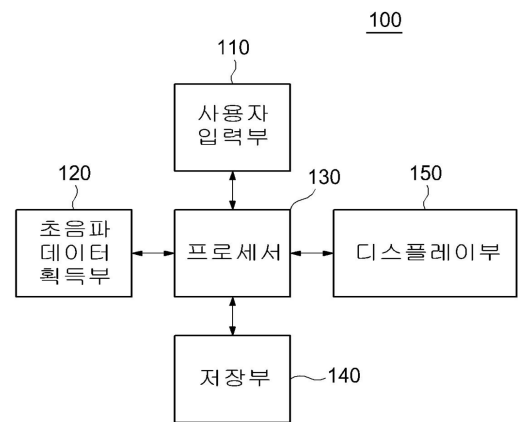 100
110
사용자
입력부
120
초음파
데이터
획득부
130
프로세서
150
디스플레이부
저장부
140